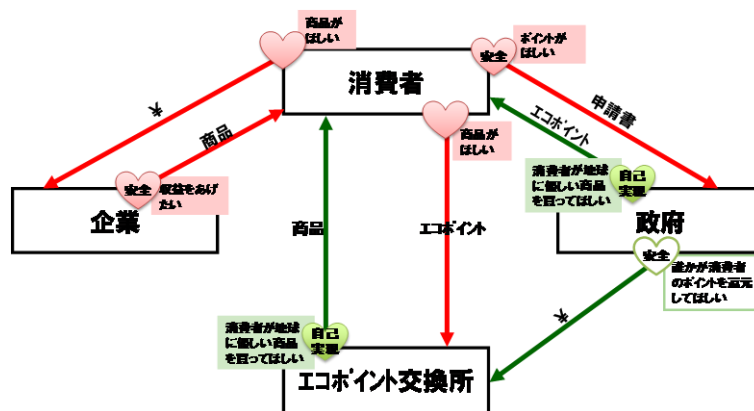 商品が
ほしい
安全
ポイントが
ほしい
消費者
商品
エコポイント
申請書
商品が
ほしい
安全
収益をあげ
たい
企業
消費者が地球
に優しい商品
を買ってほしい
自己
実現
政府
安全
誰かが消費者
のポイントを還元
してほしい
商品
エコポイント
消費者が地球
に優しい商品
を買ってほしい
自己
実現
エコポイント交換所